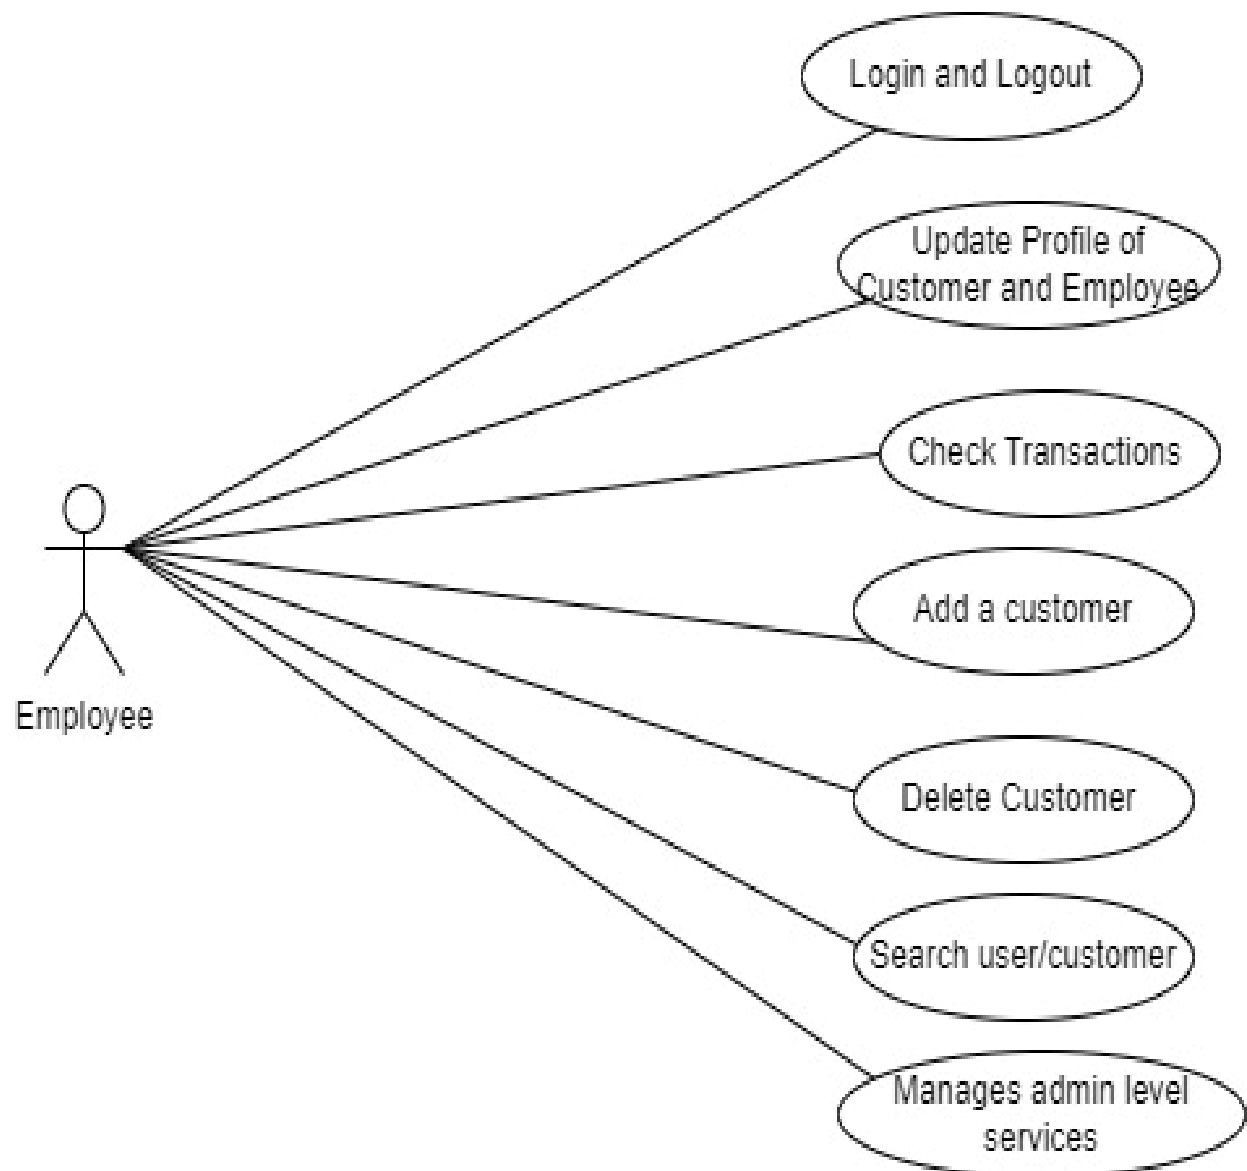 Login and Logout
Update Profile of
Customer and Employee
Check Transactions
Employee
Add a customer
Delete Customer
Search user/customer
Manages admin level
services